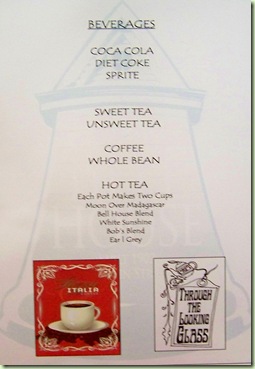 BEVERAGES
COCA COLA
DIET COKE
SPRITE
SWEET TEA
UNSWEET TEA
COFFEE
WHOLE BEAN
HOT TEA
Each Pot Makes Two Cups
Moon Over Madagascar
Bell House Blend
White Sunshine
Bob's Blend
Ear l Grey
ITALIA
THROUGH
THE
LOOKING
GLASS